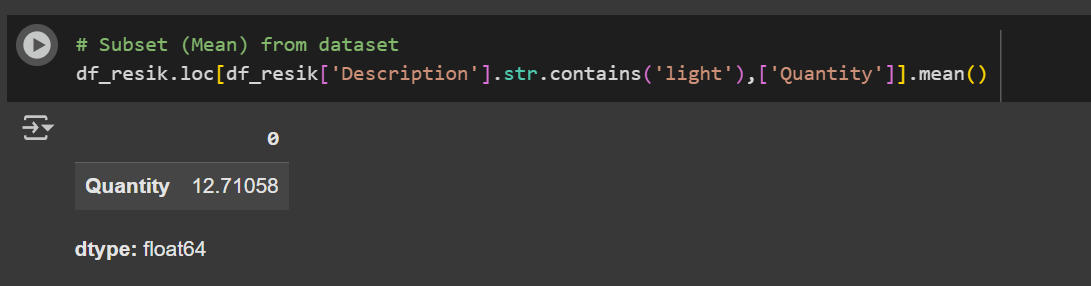 # Subset (Mean) from dataset
df_resik.loc[df_resik['Description'].str.contains('light'),['Quantity']].mean()
0
Quantity 12.71058
dtype: float64